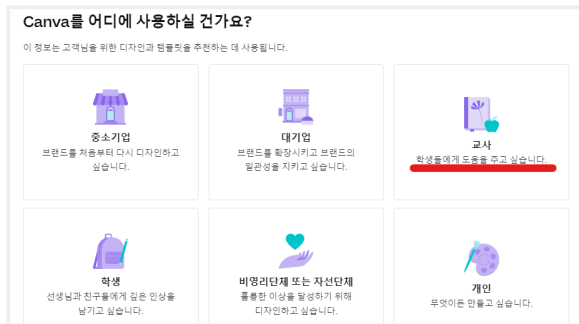 Canva를 어디에 사용하실 건가요?
이 정보는 고객님을 위한 디자인과 템플릿을 추천하는 데 사용됩니다.
중소기업
브랜드를 처음부터 다시 디자인하고
싶습니다.
대기업
브랜드를 확장시키고 브랜드의
일관성을 지키고 싶습니다.
교사
학생들에게 도움을 주고 싶습니다.
학생
선생님과 친구들에게 깊은 인상을
남기고 싶습니다.
비영리단체 또는 자선단체
훌륭한 이상을 달성하기 위해
디자인하고 싶습니다.
개인
무엇이든 만들고 싶습니다.